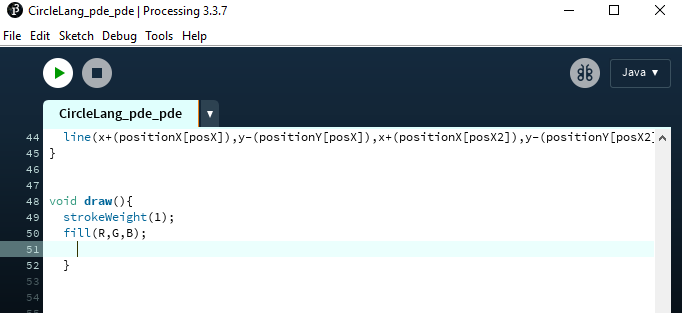 CircleLang_pde_pde | Processing 3.3.7
File Edit Sketch Debug Tools Help
Java ▼
CircleLang_pde_pde ▼
44 line(x+(positionX[posX]),y-(positionY[posX]),x+(positionX[posX2]),y-(positionY[posX2]
45 }
46
47
48 void draw(){
49 strokeWeight(1);
50 fill(R,G,B);
51
52 }
53
54
55